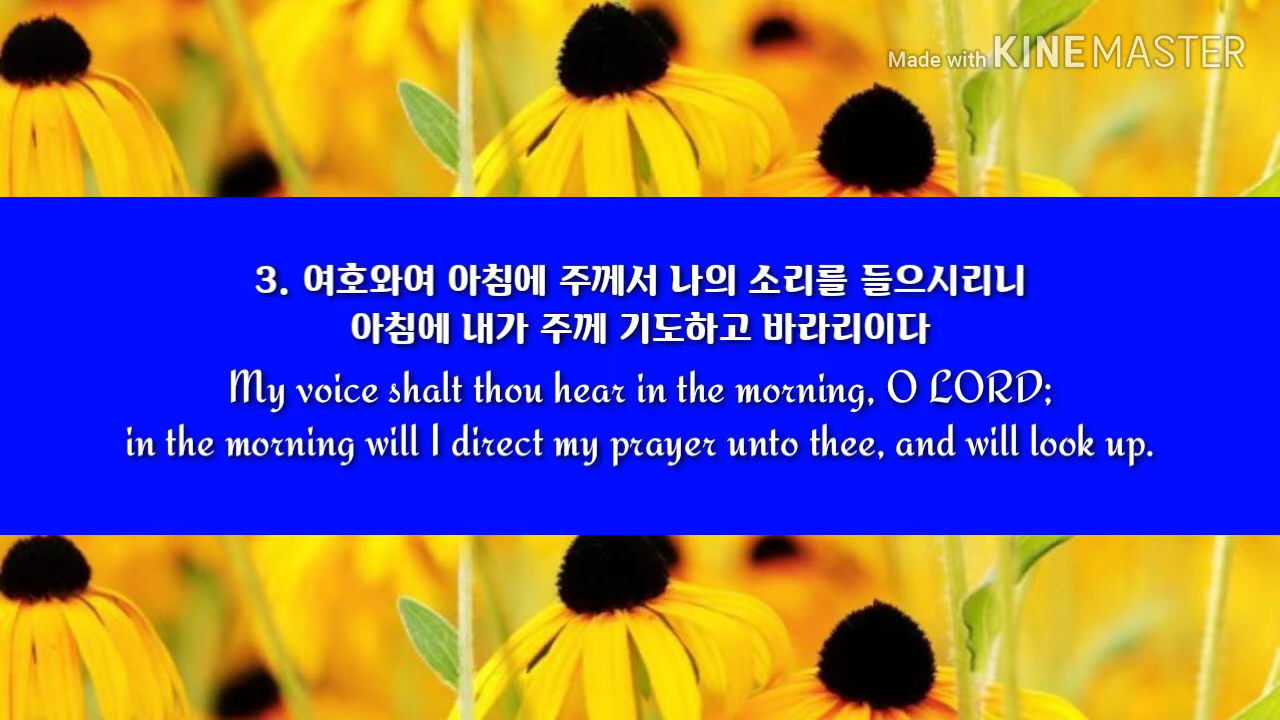 Made with KINEMASTER
3. 여호와여 아침에 주께서 나의 소리를 들으시리니
아침에 내가 주께 기도하고 바라리이다
My voice shalt thou hear in the morning, O LORD;
in the morning will I direct my prayer unto thee, and will look up.